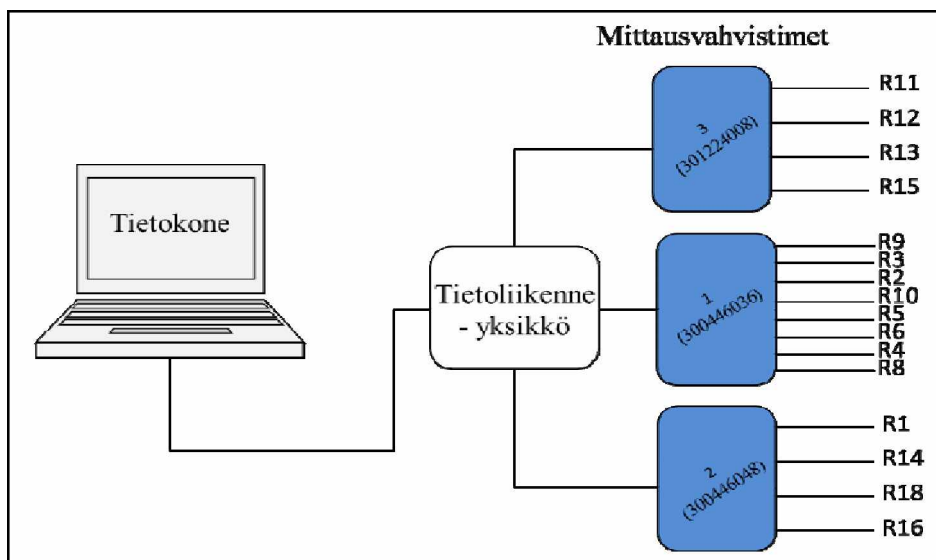 Mittausvahvistimet
Tietokone
Tietoliikenne
- yksikkö
3
(301224008)
R11
R12
R13
R15
1
(300446036)
R9
R3
R2
R10
R5
R6
R4
R8
2
(300446048)
R1
R14
R18
R16